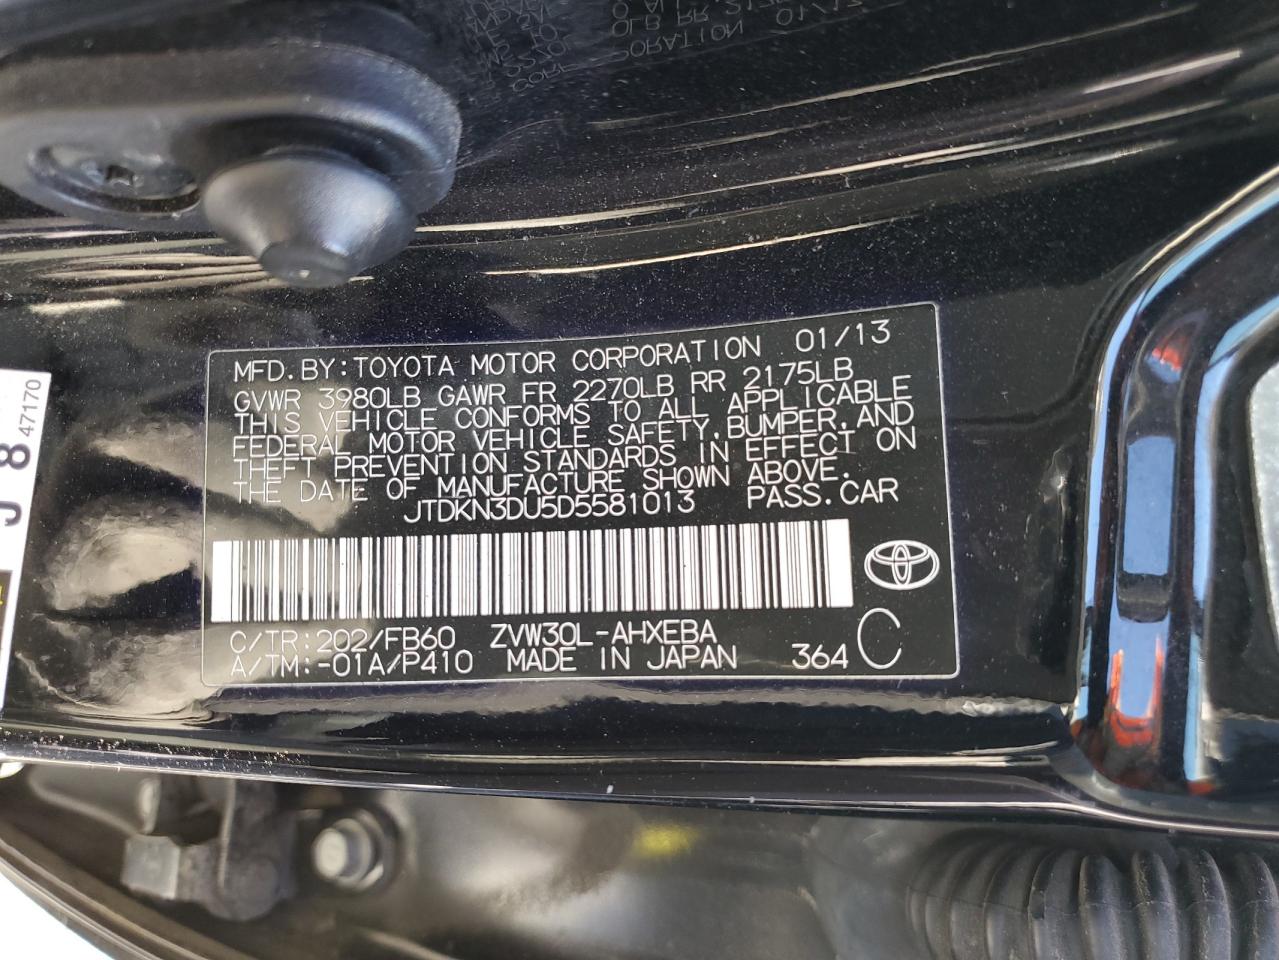 MFD.BY:TOYOTA MOTOR CORPORATION 01/13
GVWR 3980LB GAWR FR 2270LB RR 2175LB
THIS VEHICLE CONFORMS TO ALL APPLICABLE
FEDERAL MOTOR VEHICLE SAFETY,BUMPER,AND
THEFT PREVENTION STANDARDS IN EFFECT ON
THE DATE OF MANUFACTURE SHOWN ABOVE.
JTDKN3DU5D5581013 PASS.CAR
C/TR:202/FB60 ZVW30L-AHXEBA
A/TM:-01A/P410 MADE IN JAPAN 364 C
J 8
47170